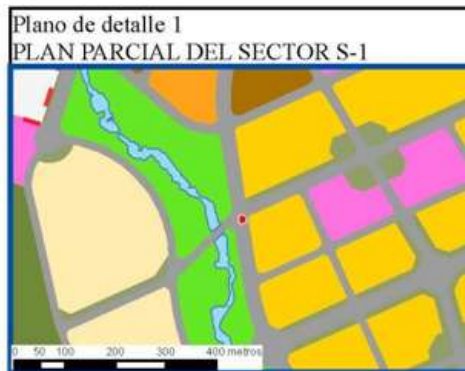 Plano de detalle 1
PLAN PARCIAL DEL SECTOR S-1
0 50 100 200 300 400 metros